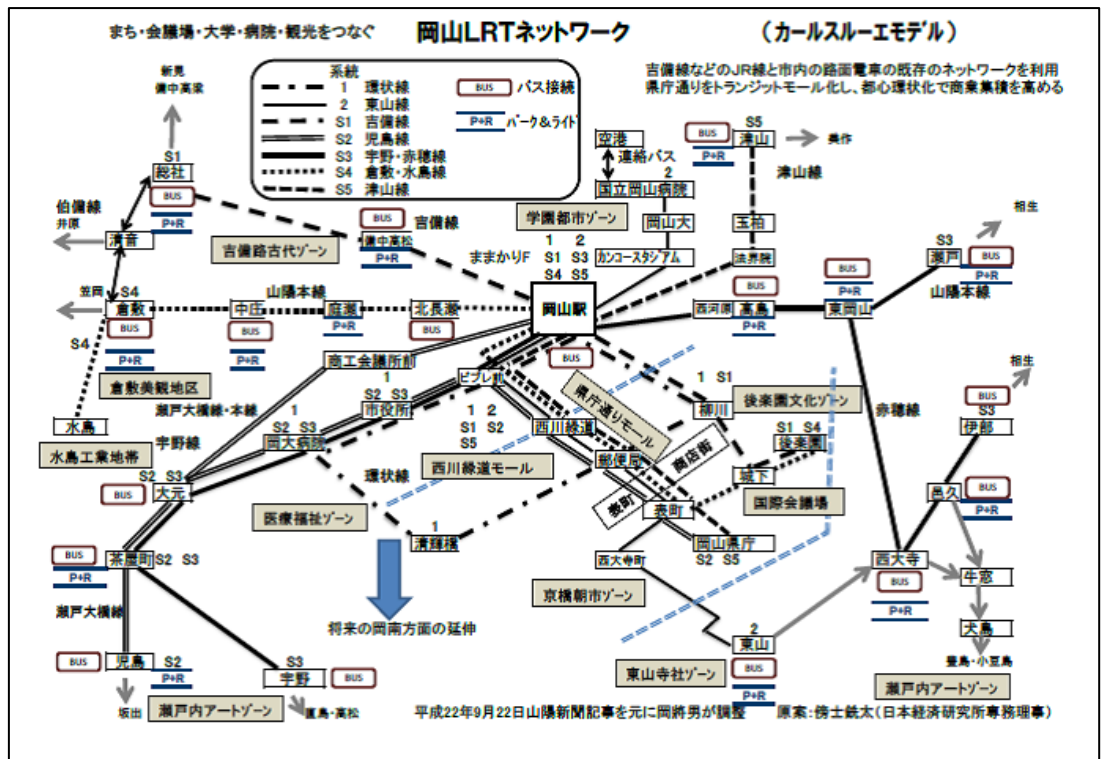 まち・会議場・大学・病院・観光をつなぐ
岡山LRTネットワーク
(カールスルーエモデル)
吉備線などのJR線と市内の路面電車の既存のネットワークを利用
県庁通りをトランジットモール化し、都心環状化で商業集積を高める
系統
1 環状線
2 東山線
S1 吉備線
S2 児島線
S3 宇野・赤穂線
S4 倉敷・水島線
S5 津山線
BUS バス接続
P+R パーク&ライド
新見
備中高梁
S1
総社
BUS
P+R
伯備線
井原
清音
吉備路古代ゾーン
BUS
吉備線
備中高松
P+R
学園都市ゾーン
空港
連絡バス
2
国立岡山病院
岡山大
カンコースタジアム
S5
BUS
津山
P+R
美作
津山線
玉柏
法界院
相生
S3
瀬戸
BUS
P+R
山陽本線
ままかりF
1 2
S1 S3
S4 S5
岡山駅
BUS
笠岡
S4
倉敷
BUS
P+R
山陽本線
中庄
BUS
P+R
庭瀬
P+R
北長瀬
BUS
西河原
BUS
高島
P+R
BUS
P+R
東岡山
S4
倉敷美観地区
水島
水島工業地帯
商工会議所前
ビブレ前
瀬戸大橋線・本線
宇野線
1
S2 S3
市役所
1
S2 S3
岡大病院
1 2
S1 S2
S5
西川緑道
県庁通りモール
郵便局
西川緑道モール
環状線
1 S1
柳川
後楽園文化ゾーン
S1 S4
後楽園
商店街
城下
表町
国際会議場
表町
岡山県庁
S2 S5
赤穂線
相生
BUS
S3
伊部
邑久
BUS
P+R
S2 S3
BUS
大元
医療福祉ゾーン
1
清輝橋
西大寺町
京橋朝市ゾーン
西大寺
BUS
P+R
牛窓
犬島
豊島・小豆島
BUS
P+R
茶屋町
S2 S3
瀬戸大橋線
将来の岡南方面の延伸
2
東山
BUS
P+R
東山寺社ゾーン
BUS
児島
S2
P+R
坂出
瀬戸内アートゾーン
S3
宇野
BUS
直島・高松
瀬戸内アートゾーン
平成22年9月22日山陽新聞記事を元に岡將男が調整
原案:傍士銑太(日本経済研究所専務理事)